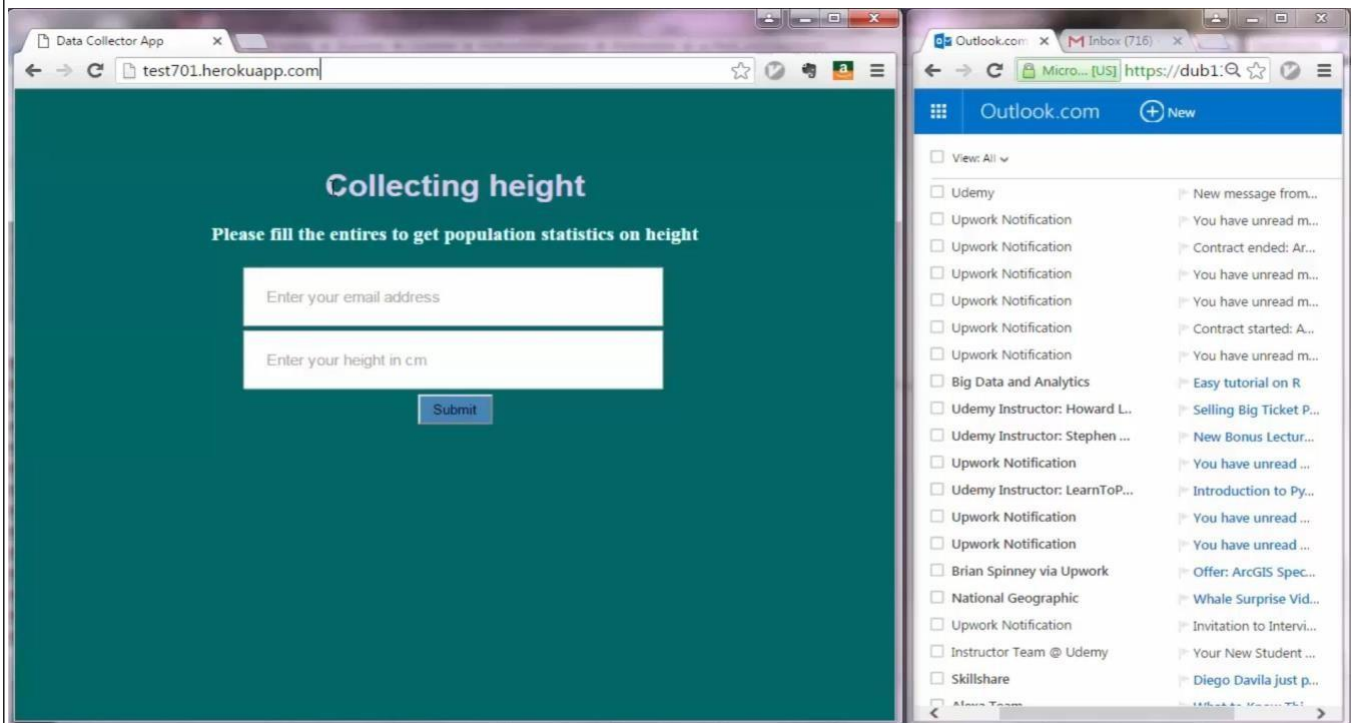 Data Collector App
test701.herokuapp.com
Collecting height
Please fill the entires to get population statistics on height
Enter your email address
Enter your height in cm
Submit
Outlook.com
Inbox (716)
Micro... [US] https://dub1
Outlook.com New
View: All
Udemy New message from...
Upwork Notification You have unread m...
Upwork Notification Contract ended: Ar...
Upwork Notification You have unread m...
Upwork Notification You have unread m...
Upwork Notification Contract started: A...
Upwork Notification You have unread m...
Big Data and Analytics Easy tutorial on R
Udemy Instructor: Howard L.. Selling Big Ticket P...
Udemy Instructor: Stephen ... New Bonus Lectur...
Upwork Notification You have unread ...
Udemy Instructor: LearnToP... Introduction to Py...
Upwork Notification You have unread ...
Upwork Notification You have unread ...
Brian Spinney via Upwork Offer: ArcGIS Spec...
National Geographic Whale Surprise Vid...
Upwork Notification Invitation to Intervi...
Instructor Team @ Udemy Your New Student ...
Skillshare Diego Davila just p...